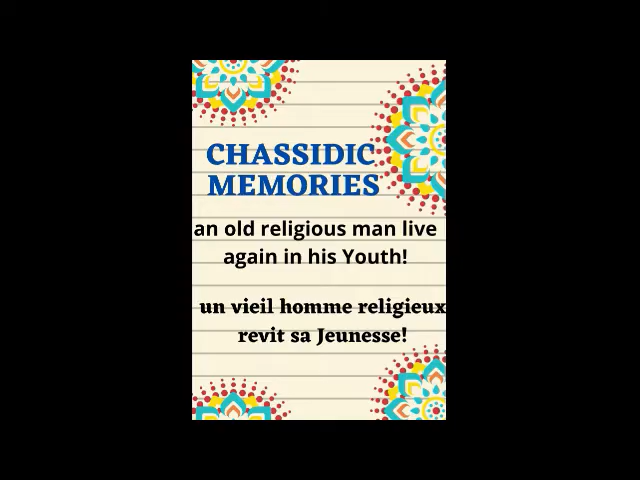 CHASSIDIC
MEMORIES
an old religious man live
again in his Youth!
un vieil homme religieux
revit sa Jeunesse!